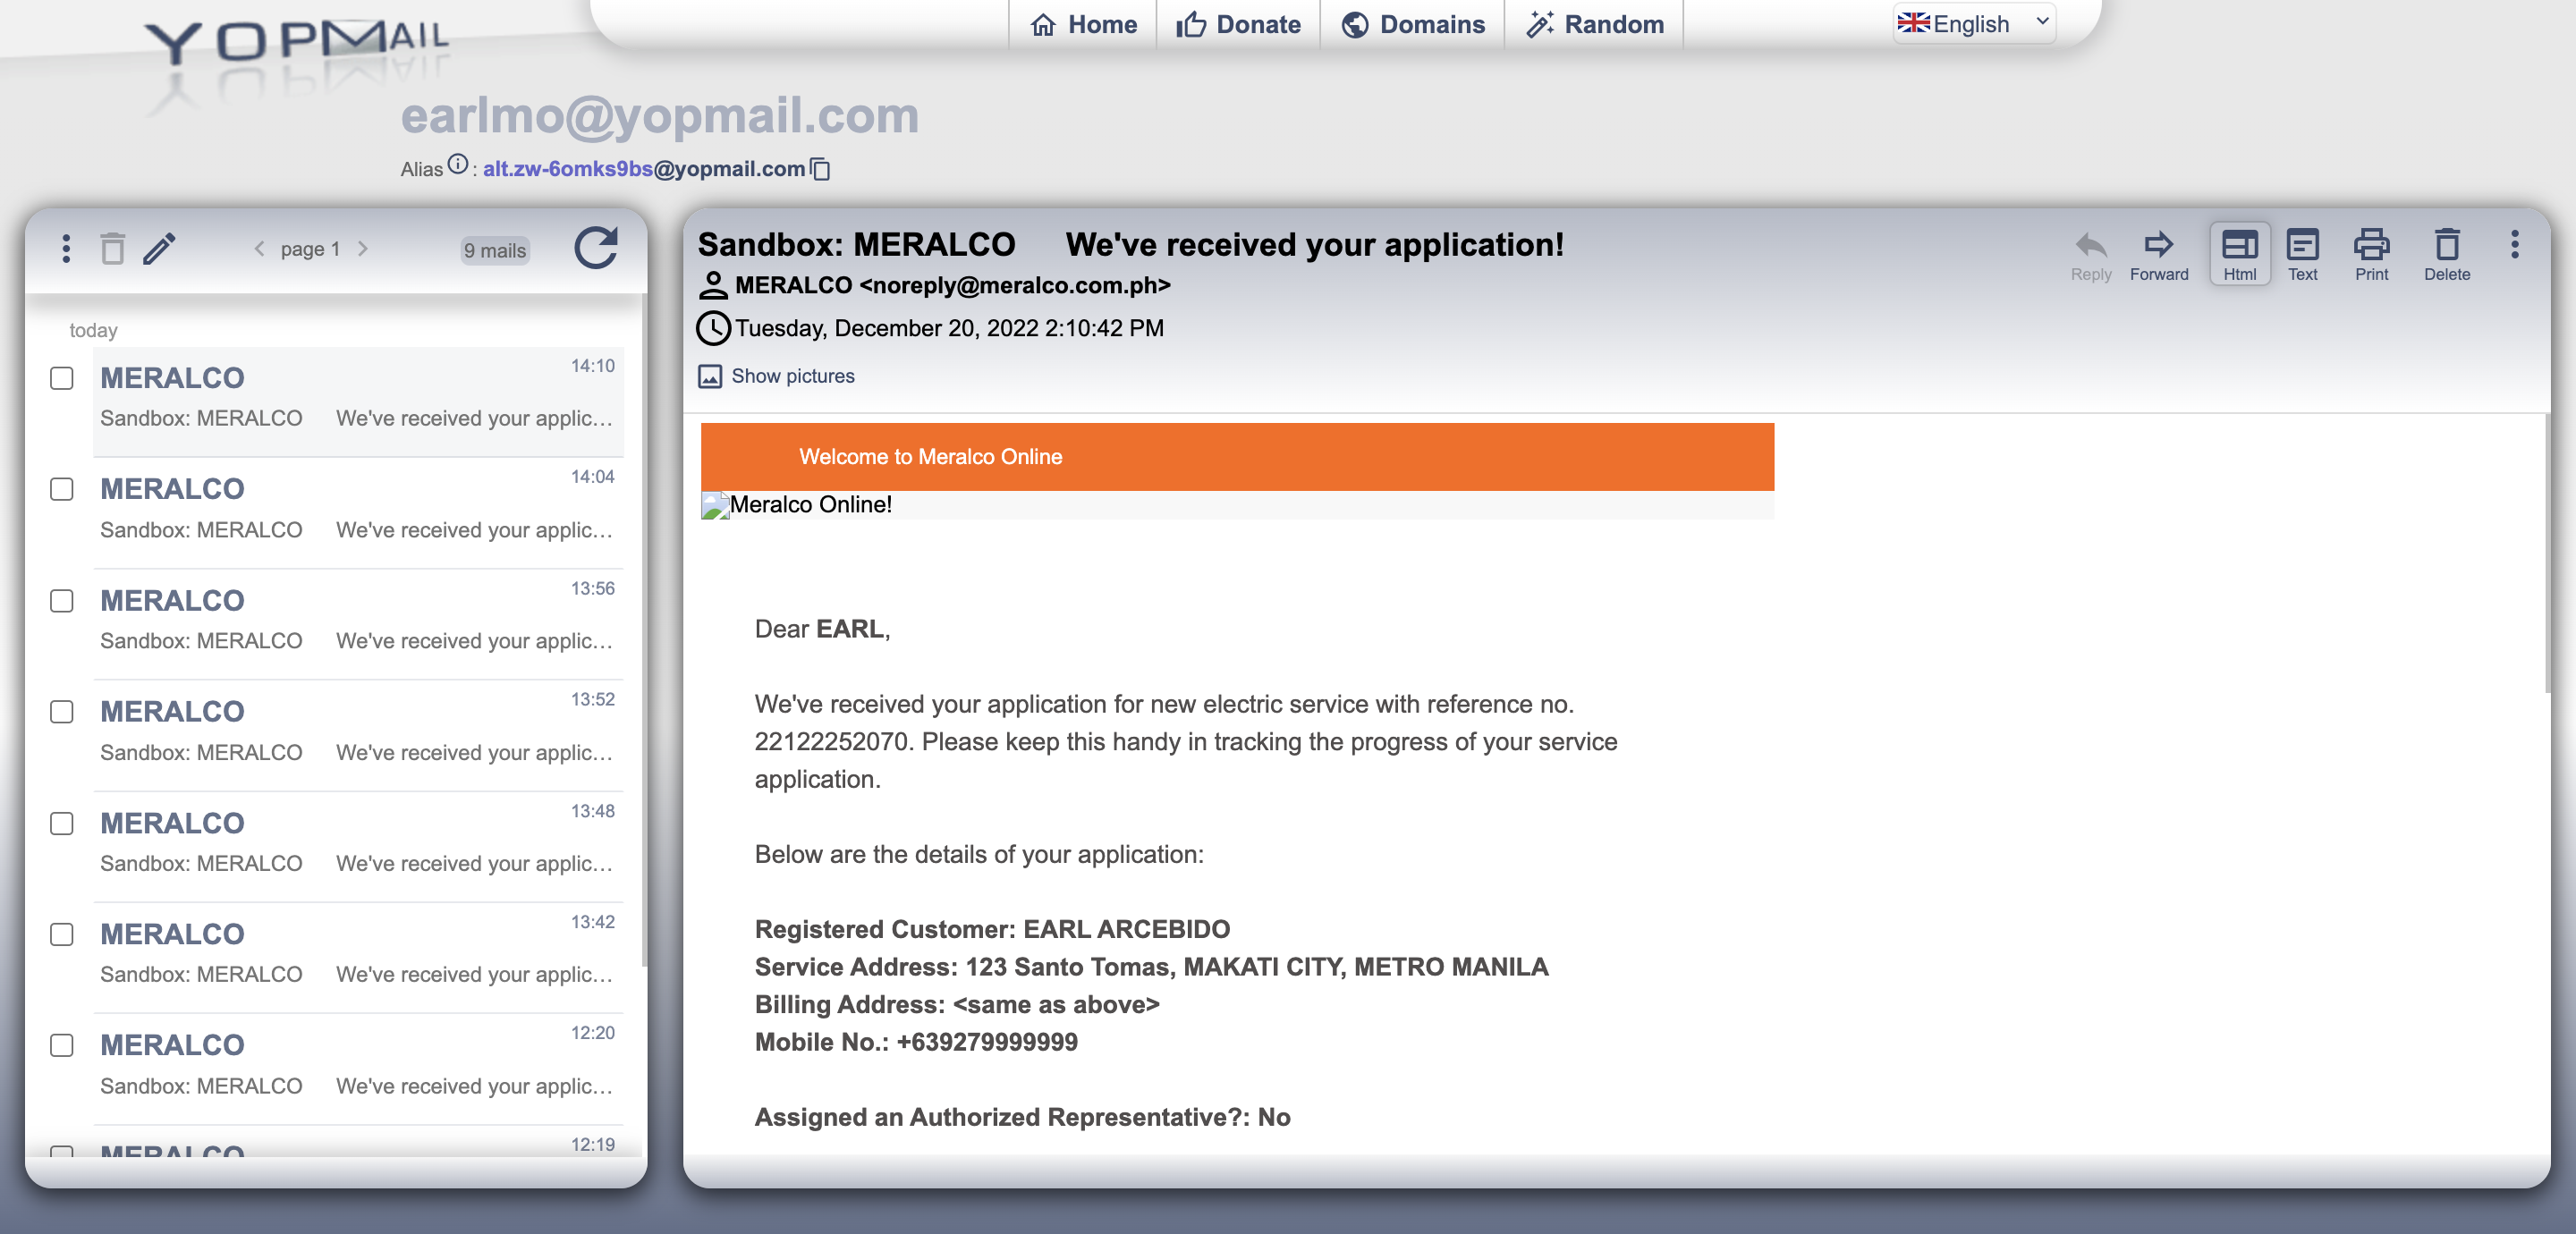 YOPMAIL
Home
Donate
Domains
Random
English
earlmo@yopmail.com
Alias : alt.zw-6omks9bs@yopmail.com
page 1
9 mails
today
MERALCO 14:10
Sandbox: MERALCO We've received your applic...
MERALCO 14:04
Sandbox: MERALCO We've received your applic...
MERALCO 13:56
Sandbox: MERALCO We've received your applic...
MERALCO 13:52
Sandbox: MERALCO We've received your applic...
MERALCO 13:48
Sandbox: MERALCO We've received your applic...
MERALCO 13:42
Sandbox: MERALCO We've received your applic...
MERALCO 12:20
Sandbox: MERALCO We've received your applic...
MERALCO 12:19
Sandbox: MERALCO We've received your application!
Reply
Forward
Html
Text
Print
Delete
MERALCO <noreply@meralco.com.ph>
Tuesday, December 20, 2022 2:10:42 PM
Show pictures
Welcome to Meralco Online
Meralco Online!
Dear EARL,
We've received your application for new electric service with reference no.
22122252070. Please keep this handy in tracking the progress of your service
application.
Below are the details of your application:
Registered Customer: EARL ARCEBIDO
Service Address: 123 Santo Tomas, MAKATI CITY, METRO MANILA
Billing Address: <same as above>
Mobile No.: +639279999999
Assigned an Authorized Representative?: No